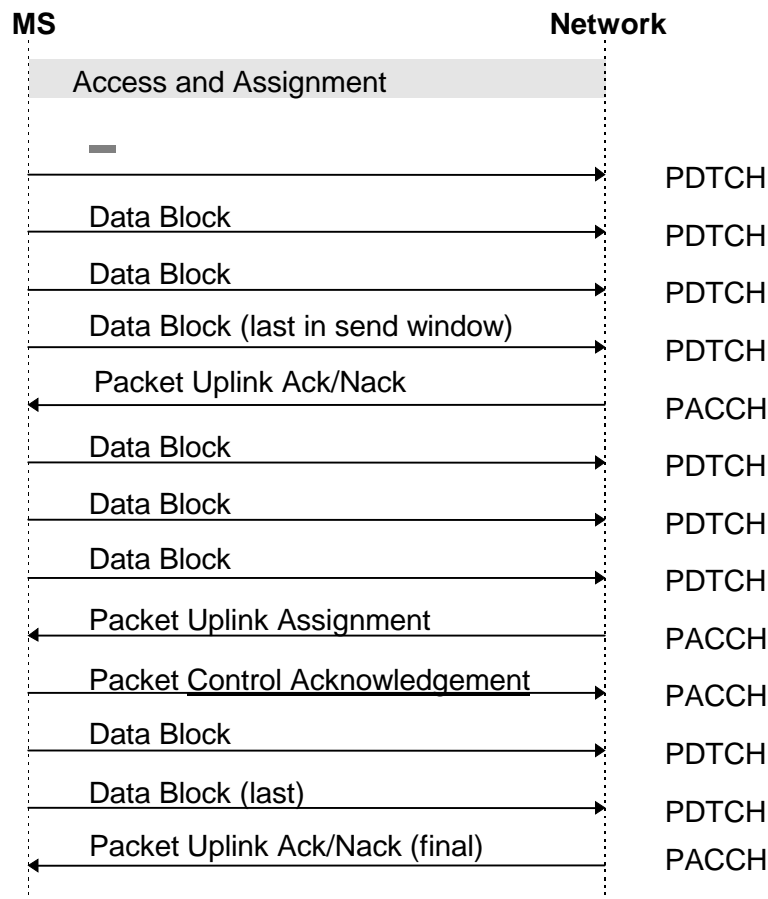 MS Network
Access and Assignment
PDTCH
Data Block PDTCH
Data Block PDTCH
Data Block (last in send window) PDTCH
Packet Uplink Ack/Nack PACCH
Data Block PDTCH
Data Block PDTCH
Data Block PDTCH
Packet Uplink Assignment PACCH
Packet Control Acknowledgement PACCH
Data Block PDTCH
Data Block (last) PDTCH
Packet Uplink Ack/Nack (final) PACCH